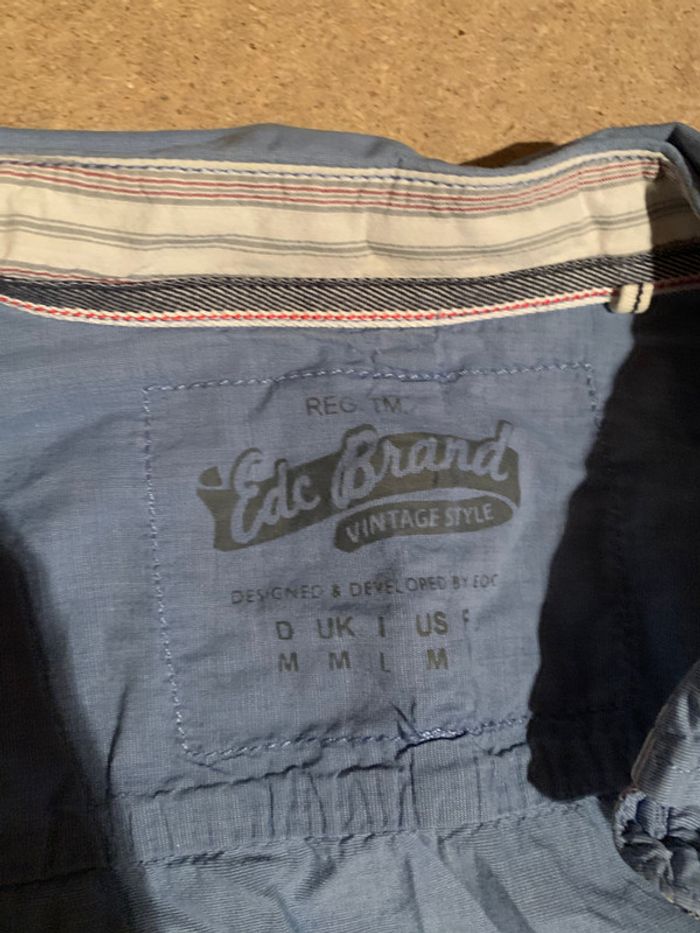 REG. TM.
Edc Brand
VINTAGE STYLE
DESIGNED & DEVELOPED BY EDC
D UK I US F
M M L M